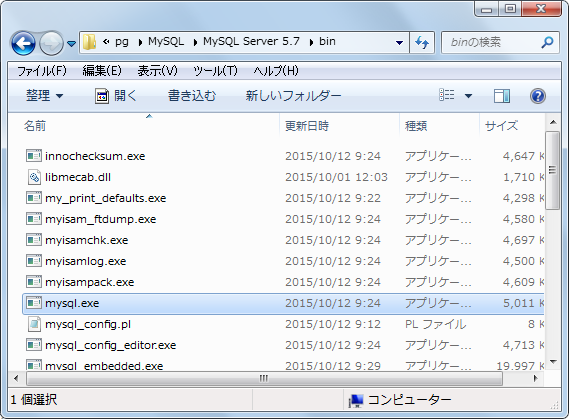 « pg ▸ MySQL ▸ MySQL Server 5.7 ▸ bin
binの検索
ファイル(F) 編集(E) 表示(V) ツール(T) ヘルプ(H)
整理 開く 書き込む 新しいフォルダー
名前 更新日時 種類 サイズ
innochecksum.exe 2015/10/12 9:24 アプリケー... 4,647 K
libmecab.dll 2015/10/01 12:03 アプリケー... 1,710 K
my_print_defaults.exe 2015/10/12 9:22 アプリケー... 4,298 K
myisam_ftdump.exe 2015/10/12 9:24 アプリケー... 4,580 K
myisamchk.exe 2015/10/12 9:24 アプリケー... 4,697 K
myisamlog.exe 2015/10/12 9:24 アプリケー... 4,500 K
myisampack.exe 2015/10/12 9:24 アプリケー... 4,609 K
mysql.exe 2015/10/12 9:24 アプリケー... 5,011 K
mysql_config.pl 2015/10/12 9:12 PL ファイル 8 K
mysql_config_editor.exe 2015/10/12 9:24 アプリケー... 4,713 K
mysql_embedded.exe 2015/10/12 9:29 アプリケー... 19,997 K
1 個選択 コンピューター